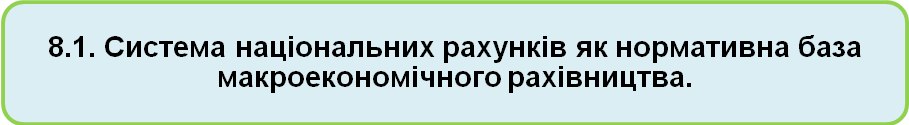 8.1. Система національних рахунків як нормативна база
макроекономічного рахівництва.